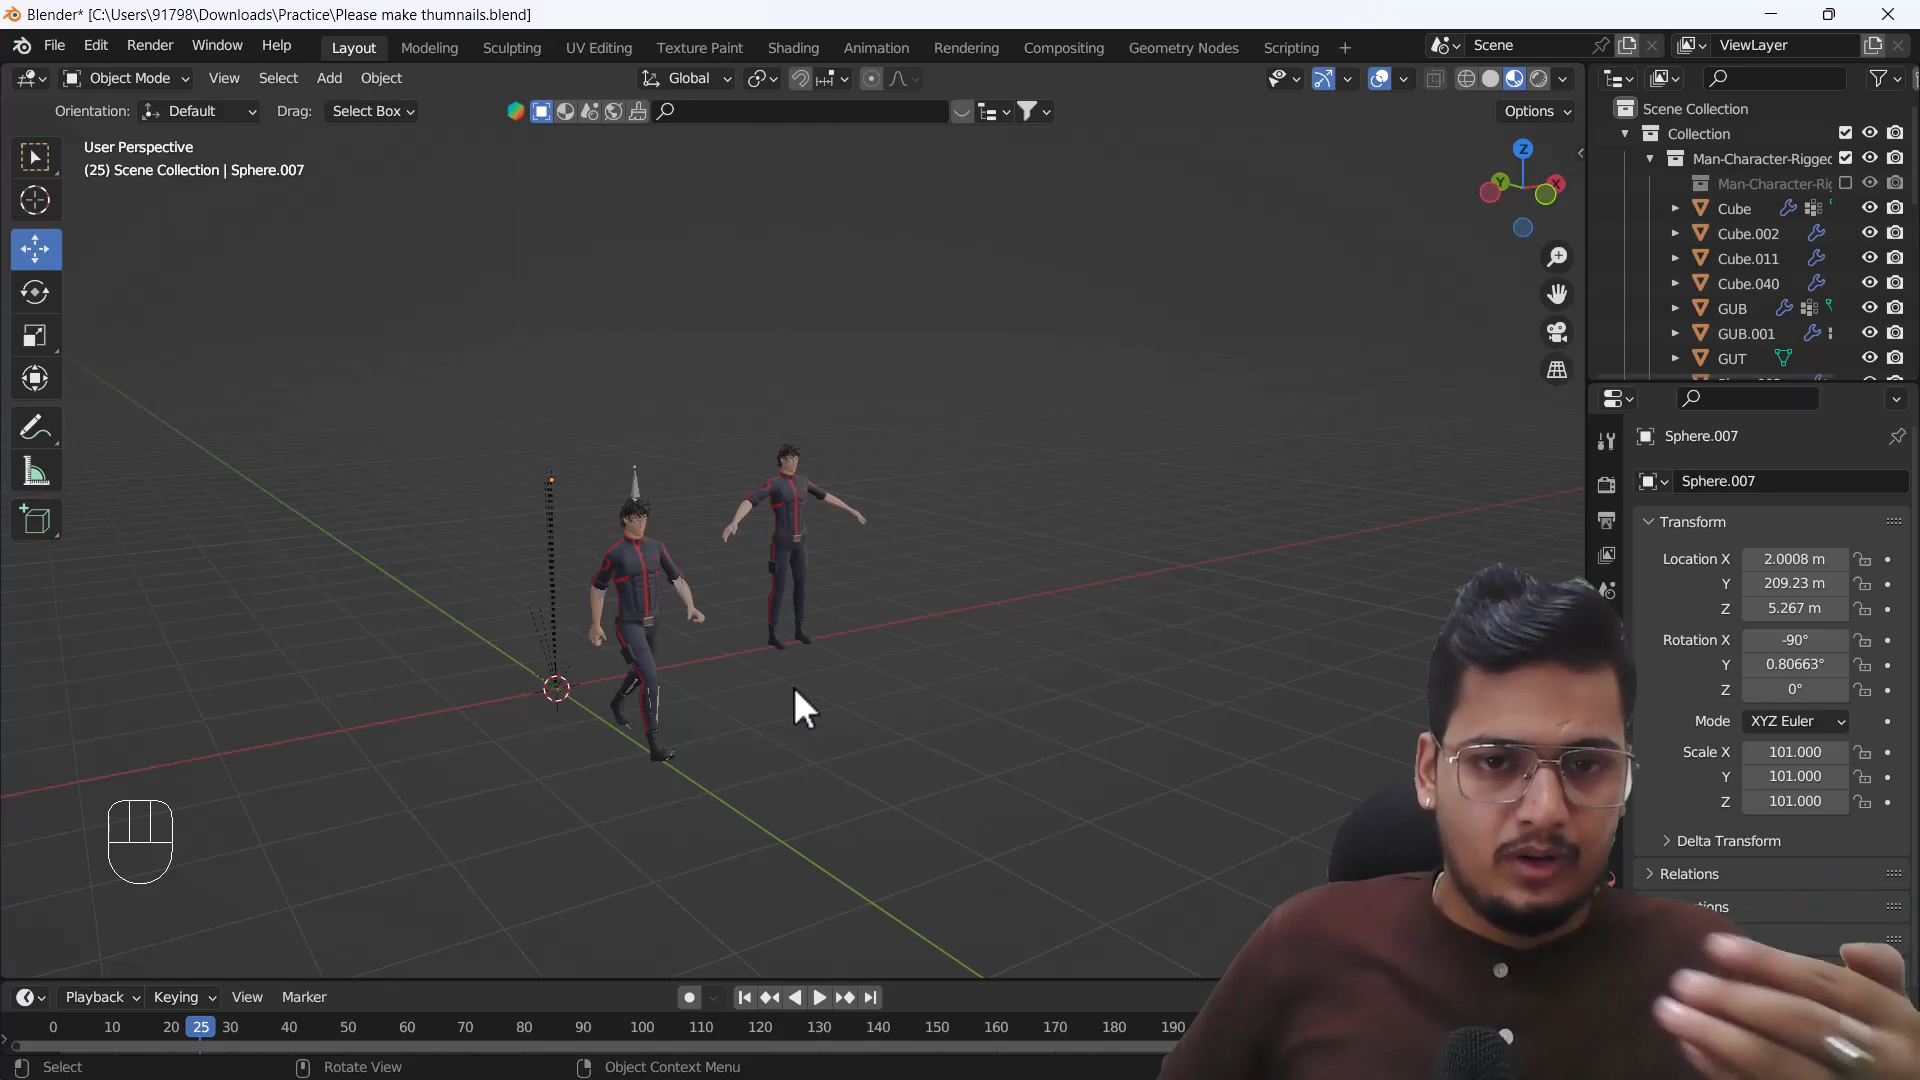 Blender* [C:\Users\91798\Downloads\Practice\Please make thumnails.blend]
File Edit Render Window Help Layout Modeling Sculpting UV Editing Texture Paint Shading Animation Rendering Compositing Geometry Nodes Scripting + Scene ViewLayer
Object Mode View Select Add Object Global
Orientation: Default Drag: Select Box Options
User Perspective
(25) Scene Collection | Sphere.007
Z
Y
X
Scene Collection
Collection
Man-Character-Rigged
Man-Character-Rig
Cube
Cube.002
Cube.011
Cube.040
GUB
GUB.001
GUT
Sphere.007
Sphere.007
Transform
Location X 2.0008 m
Y 209.23 m
Z 5.267 m
Rotation X -90°
Y 0.80663°
Z 0°
Mode XYZ Euler
Scale X 101.000
Y 101.000
Z 101.000
Delta Transform
Relations
Playback Keying View Marker
0 10 20 25 30 40 50 60 70 80 90 100 110 120 130 140 150 160 170 180 190
Select Rotate View Object Context Menu